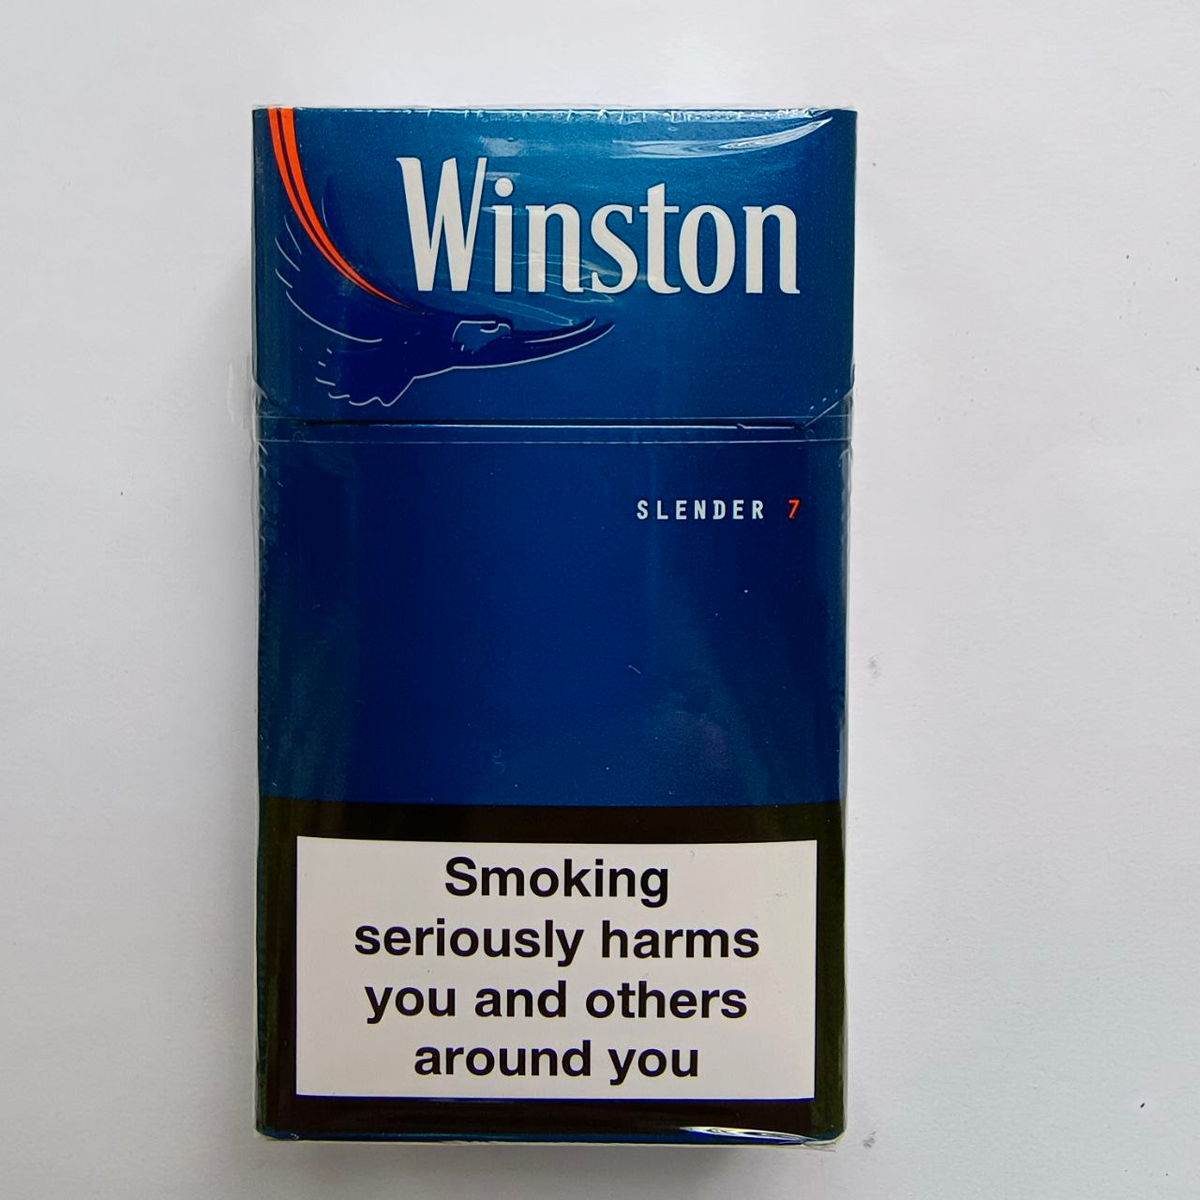 Winston
SLENDER 7
Smoking
seriously harms
you and others
around you